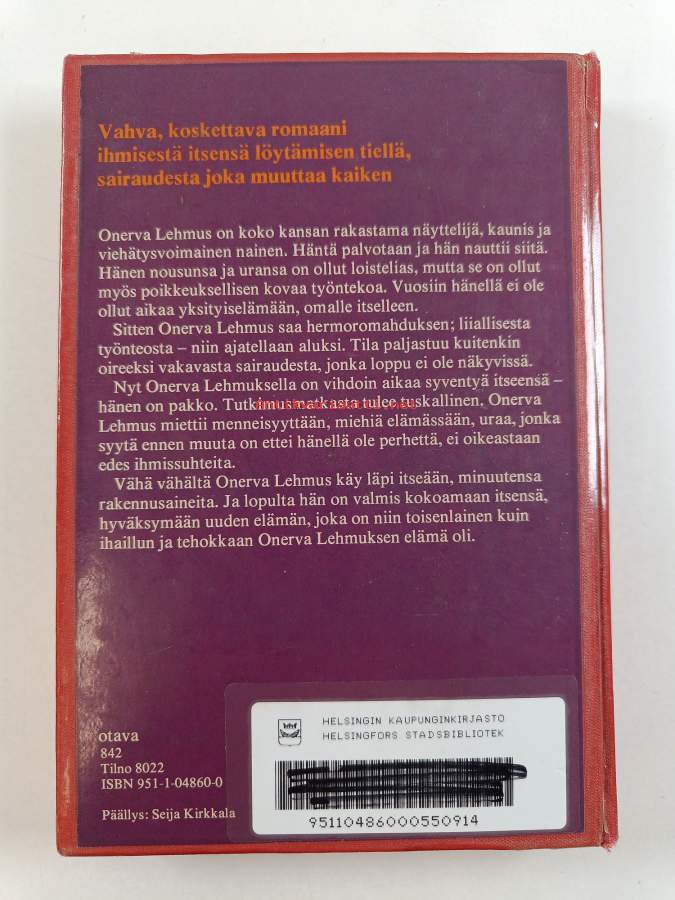 Vahva, koskettava romaani
ihmisestä itsensä löytämisen tiellä,
sairaudesta joka muuttaa kaiken
Onerva Lehmus on koko kansan rakastama näyttelijä, kaunis ja
viehätysvoimainen nainen. Häntä palvotaan ja hän nauttii siitä.
Hänen nousunsa ja uransa on ollut loistelias, mutta se on ollut
myös poikkeuksellisen kovaa työntekoa. Vuosiin hänellä ei ole
ollut aikaa yksityiselämään, omalle itselleen.
Sitten Onerva Lehmus saa hermoromahduksen; liiallisesta
työnteosta – niin ajatellaan aluksi. Tila paljastuu kuitenkin
oireeksi vakavasta sairaudesta, jonka loppu ei ole näkyvissä.
Nyt Onerva Lehmuksella on vihdoin aikaa syventyä itseensä –
hänen on pakko. Tutkimusmatkasta tulee tuskallinen. Onerva
Lehmus miettii menneisyyttään, miehiä elämässään, uraa, jonka
syytä ennen muuta on ettei hänellä ole perhettä, ei oikeastaan
edes ihmissuhteita.
Vähä vähältä Onerva Lehmus käy läpi itseään, minuutensa
rakennusaineita. Ja lopulta hän on valmis kokoamaan itsensä,
hyväksymään uuden elämän, joka on niin toisenlainen kuin
ihaillun ja tehokkaan Onerva Lehmuksen elämä oli.
otava
842
Tilno 8022
ISBN 951-1-04860-0
Päällys: Seija Kirkkala
HELSINGIN KAUPUNGINKIRJASTO
HELSINGFORS STADSBIBLIOTEK
95110486000550914